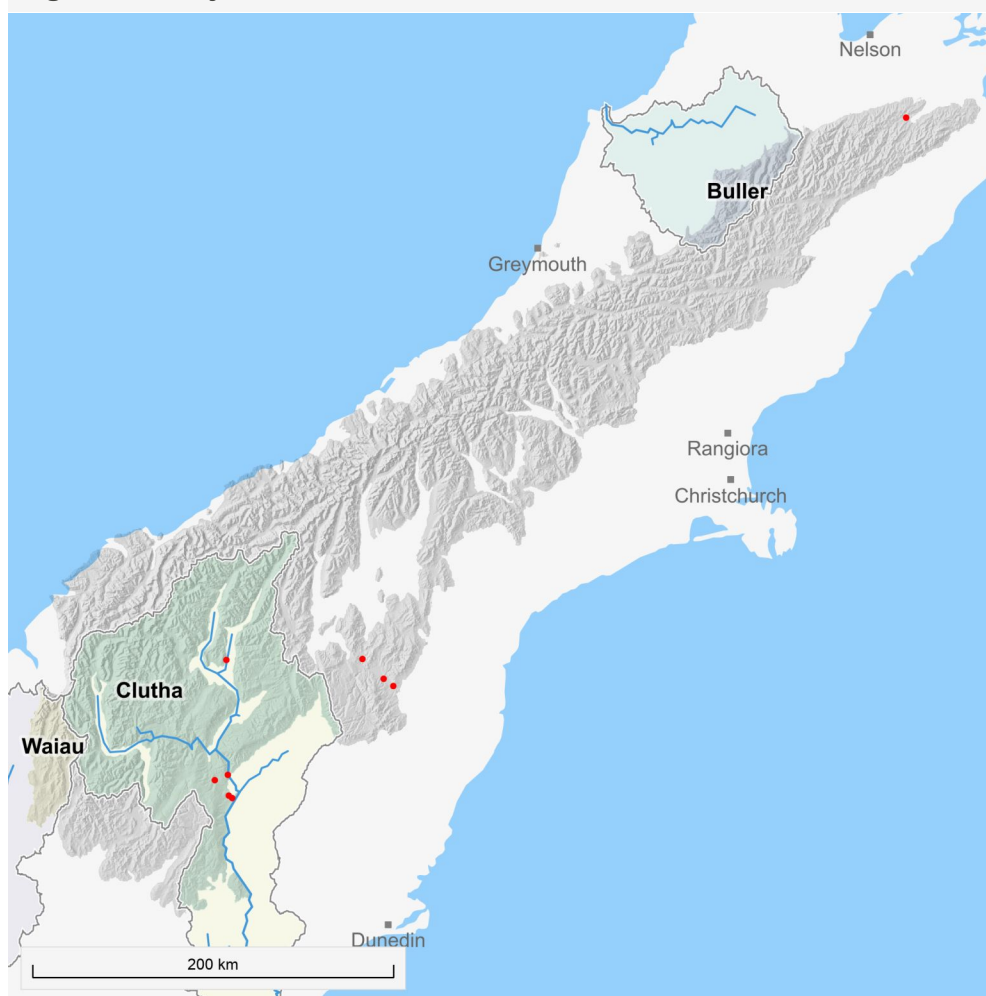 Nelson
Buller
Greymouth
Rangiora
Christchurch
Clutha
Waiau
Dunedin
200 km